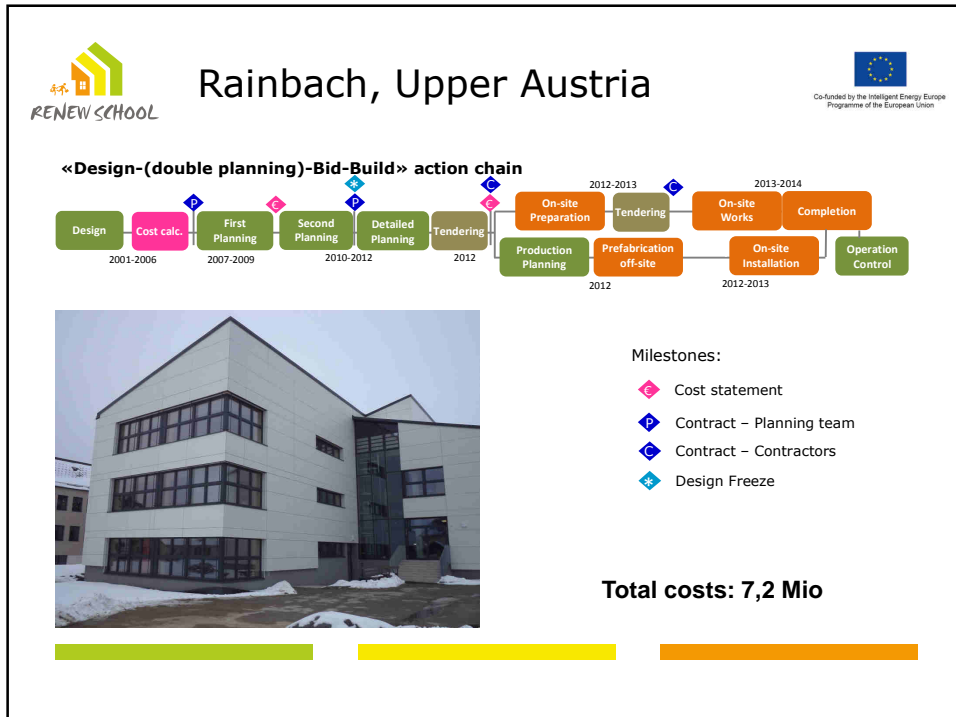 RENEW SCHOOL
Rainbach, Upper Austria
Co-funded by the Intelligent Energy Europe
Programme of the European Union
«Design-(double planning)-Bid-Build» action chain
2012-2013
2013-2014
Design
Cost calc.
P
First
Planning
€
Second
Planning
*
P
Detailed
Planning
Tendering
C
€
On-site
Preparation
Tendering
C
On-site
Works
Completion
Production
Planning
Prefabrication
off-site
On-site
Installation
Operation
Control
2001-2006
2007-2009
2010-2012
2012
2012
2012-2013
Milestones:
€ Cost statement
P Contract – Planning team
C Contract – Contractors
* Design Freeze
Total costs: 7,2 Mio